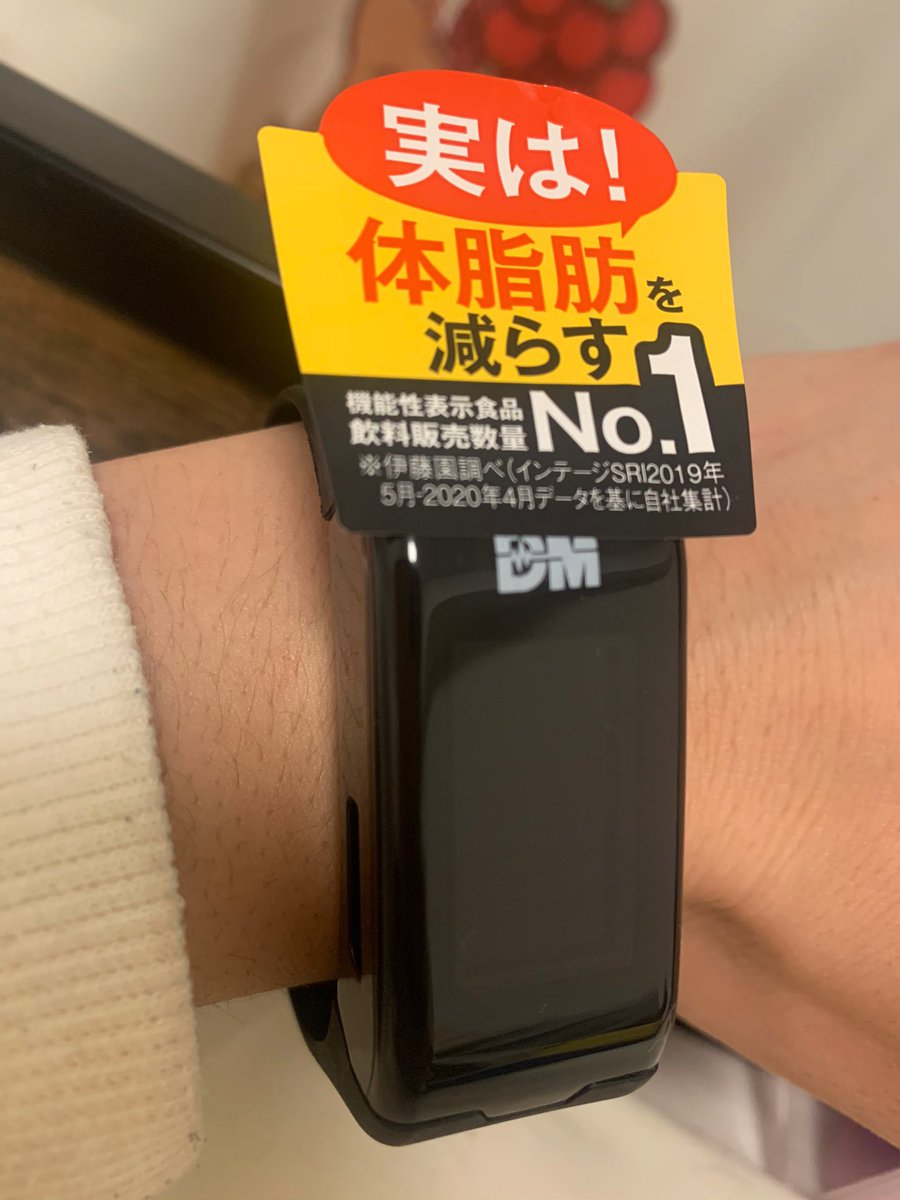 実は!
体脂肪を
減らす
機能性表示食品
飲料販売数量
No.1
※伊藤園調べ(インテージSRI2019年
5月-2020年4月データを基に自社集計)
DM